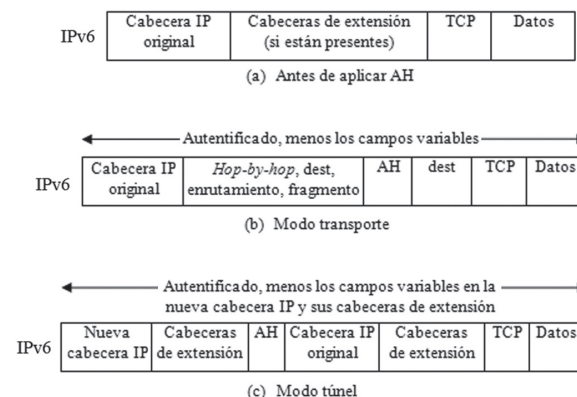 IPv6
Cabecera IP
original
Cabeceras de extensión
(si están presentes)
TCP
Datos
(a) Antes de aplicar AH
Autentificado, menos los campos variables
IPv6
Cabecera IP
original
Hop-by-hop, dest,
enrutamiento, fragmento
AH
dest
TCP
Datos
(b) Modo transporte
Autentificado, menos los campos variables en la
nueva cabecera IP y sus cabeceras de extensión
IPv6
Nueva
cabecera IP
Cabeceras
de extensión
AH
Cabecera IP
original
Cabeceras
de extensión
TCP
Datos
(c) Modo túnel